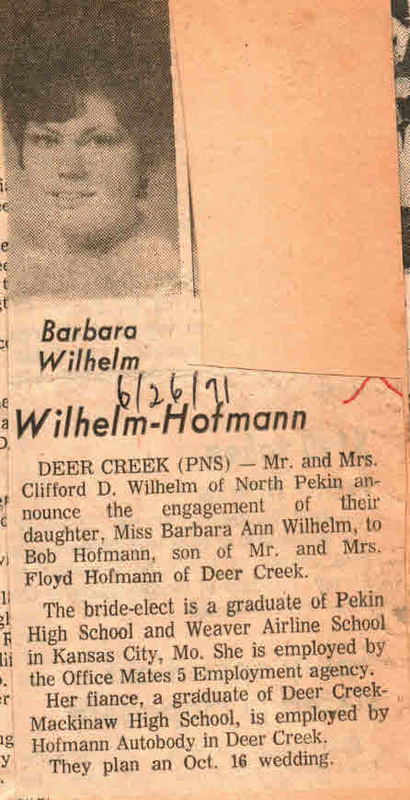 Barbara
Wilhelm
6/26/71
Wilhelm-Hofmann
DEER CREEK (PNS) — Mr. and Mrs.
Clifford D. Wilhelm of North Pekin an-
nounce the engagement of their
daughter, Miss Barbara Ann Wilhelm, to
Bob Hofmann, son of Mr. and Mrs.
Floyd Hofmann of Deer Creek.
The bride-elect is a graduate of Pekin
High School and Weaver Airline School
in Kansas City, Mo. She is employed by
the Office Mates 5 Employment agency.
Her fiance, a graduate of Deer Creek-
Mackinaw High School, is employed by
Hofmann Autobody in Deer Creek.
They plan an Oct. 16 wedding.